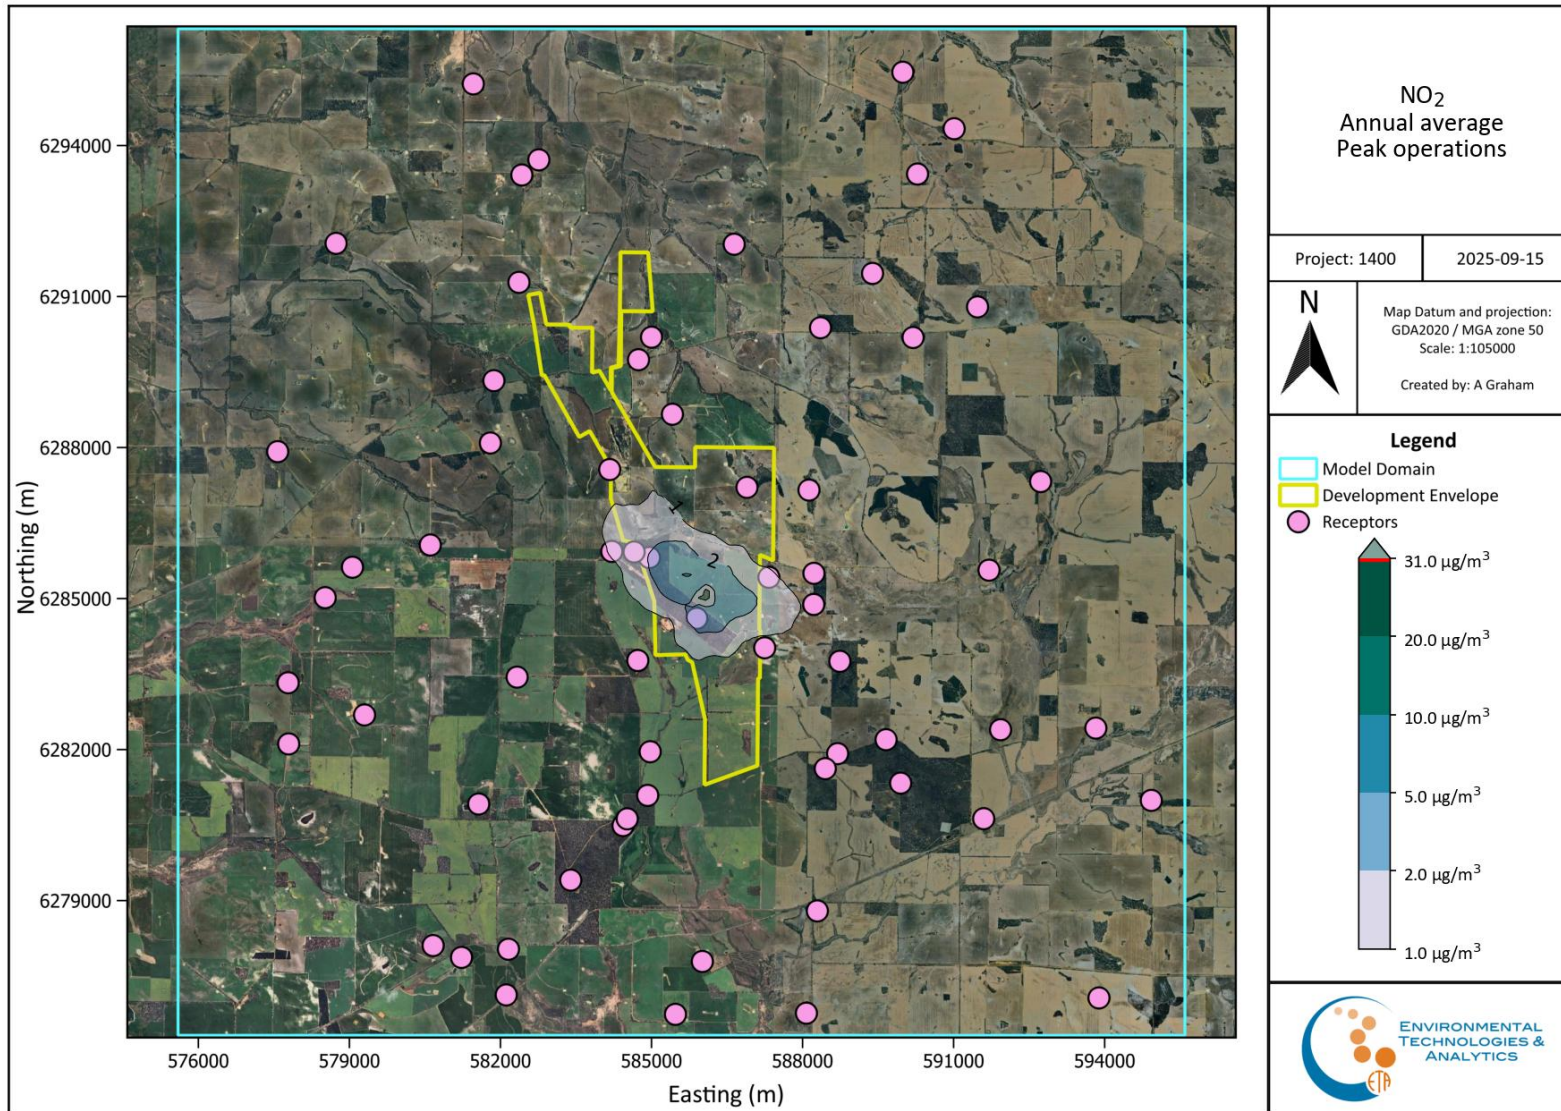 NO2
Annual average
Peak operations
Project: 1400
2025-09-15
N
Map Datum and projection:
GDA2020 / MGA zone 50
Scale: 1:105000
Created by: A Graham
Legend
Model Domain
Development Envelope
Receptors
31.0 µg/m3
20.0 µg/m3
10.0 µg/m3
5.0 µg/m3
2.0 µg/m3
1.0 µg/m3
ENVIRONMENTAL
TECHNOLOGIES &
ANALYTICS
ETA
Northing (m)
6294000
6291000
6288000
6285000
6282000
6279000
1
2
576000
579000
582000
585000
588000
591000
594000
Easting (m)